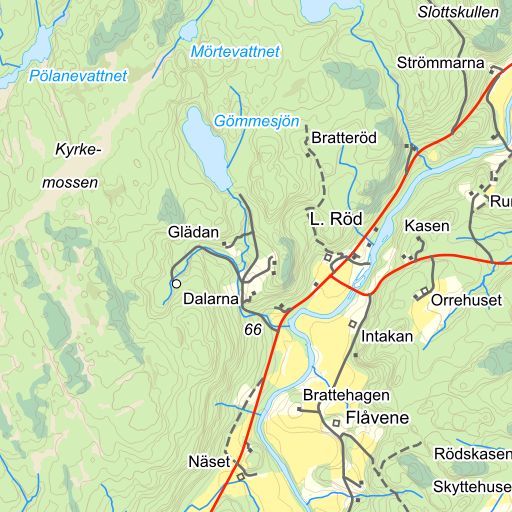 Slottskullen
Mörtevattnet
Strömmarna
Pölanevattnet
Gömmesjön
Bratteröd
Kyrke-
mossen
Run
L. Röd
Kasen
Glädan
Dalarna
Orrehuset
66
Intakan
Brattehagen
Flåvene
Näset
Rödskasen
Skyttehuse